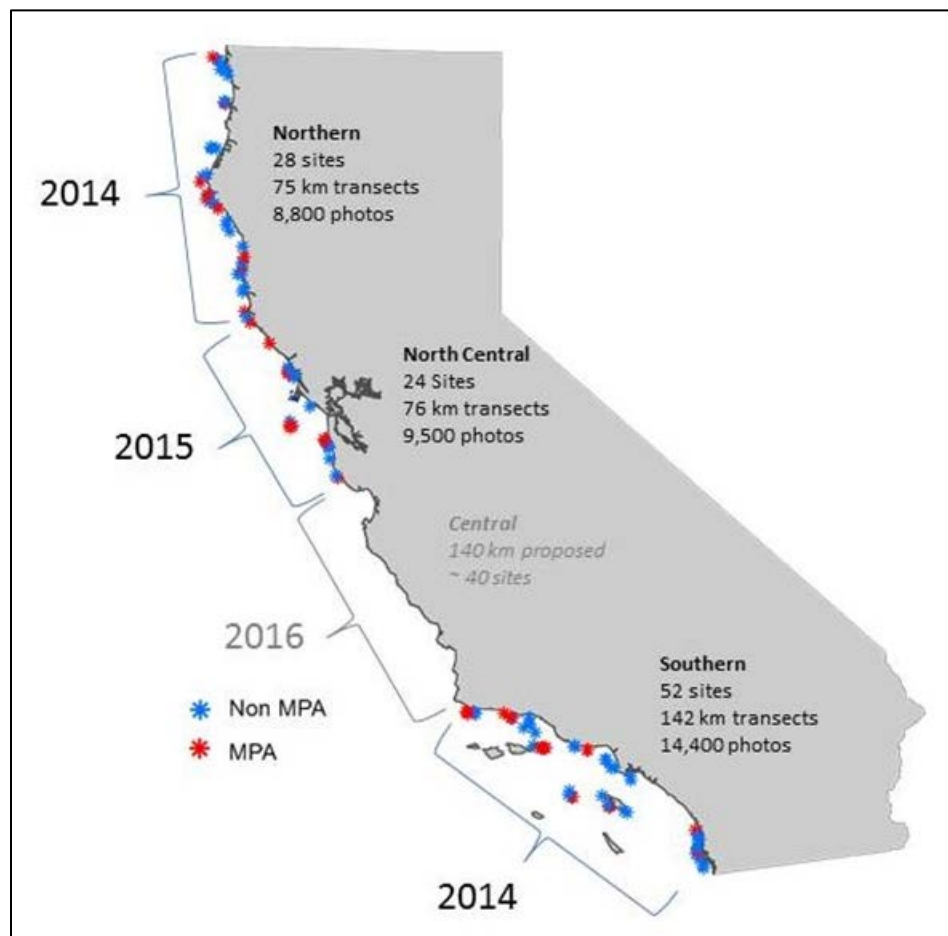 2014
Northern
28 sites
75 km transects
8,800 photos
2015
North Central
24 Sites
76 km transects
9,500 photos
2016
Central
140 km proposed
~ 40 sites
Non MPA
MPA
Southern
52 sites
142 km transects
14,400 photos
2014